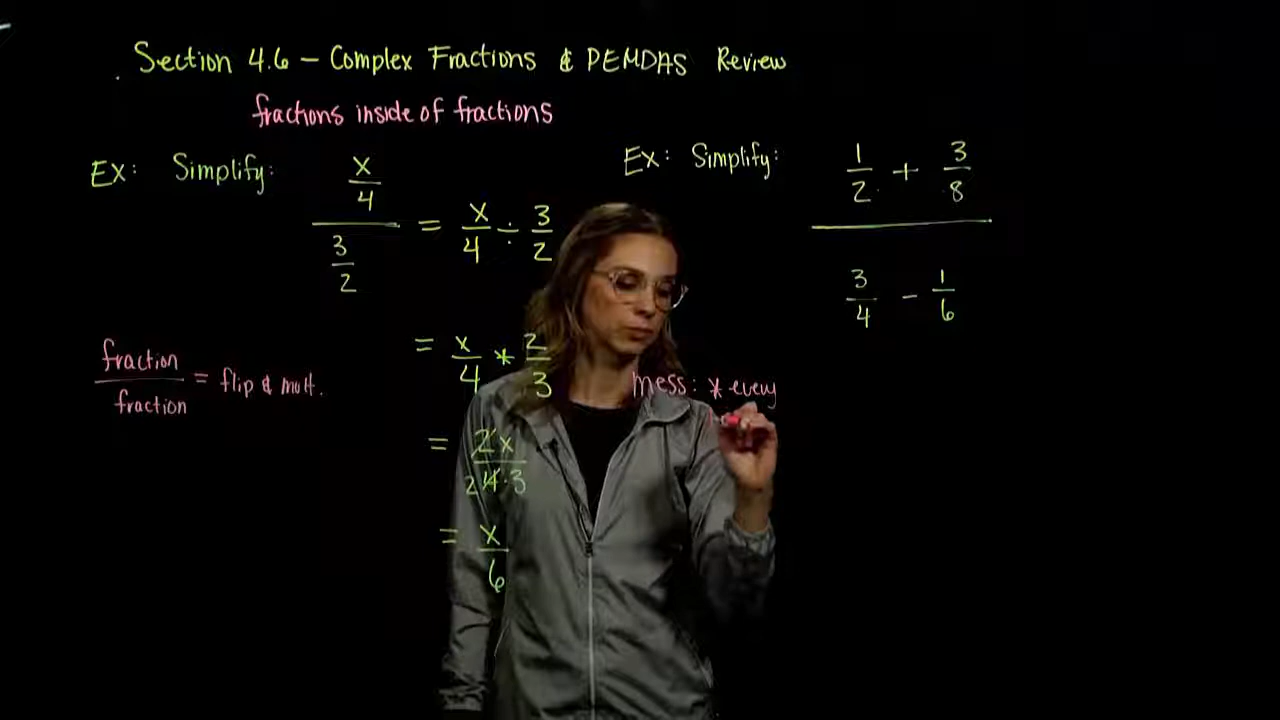 Section 4.6 – Complex Fractions & PEMDAS Review
fractions inside of fractions
Ex: Simplify:
x/4
3/2
= x/4 ÷ 3/2
= x/4 * 2/3
= 2x/2 4·3
= x/6
fraction/fraction = flip & mult.
Ex: Simplify:
1/2 + 3/8
3/4 - 1/6
mess: * every